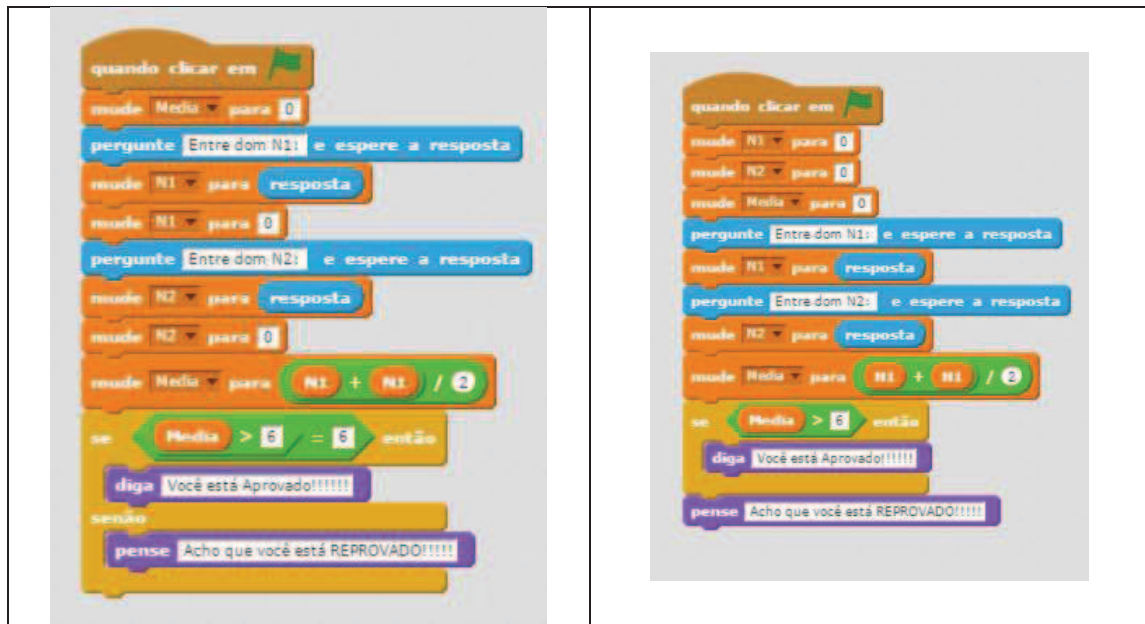 quando clicar em
mude Media para 0
pergunte Entre dom N1: e espere a resposta
mude N1 para resposta
mude N1 para 0
pergunte Entre dom N2: e espere a resposta
mude N2 para resposta
mude N2 para 0
mude Media para N1 + N1 / 2
se Media > 6 = 6 então
diga Você está Aprovado!!!!!!
senão
pense Acho que você está REPROVADO!!!!!
quando clicar em
mude N1 para 0
mude N2 para 0
mude Media para 0
pergunte Entre dom N1: e espere a resposta
mude N1 para resposta
pergunte Entre dom N2: e espere a resposta
mude N2 para resposta
mude Media para N1 + N1 / 2
se Media > 6 então
diga Você está Aprovado!!!!!!
pense Acho que você está REPROVADO!!!!!